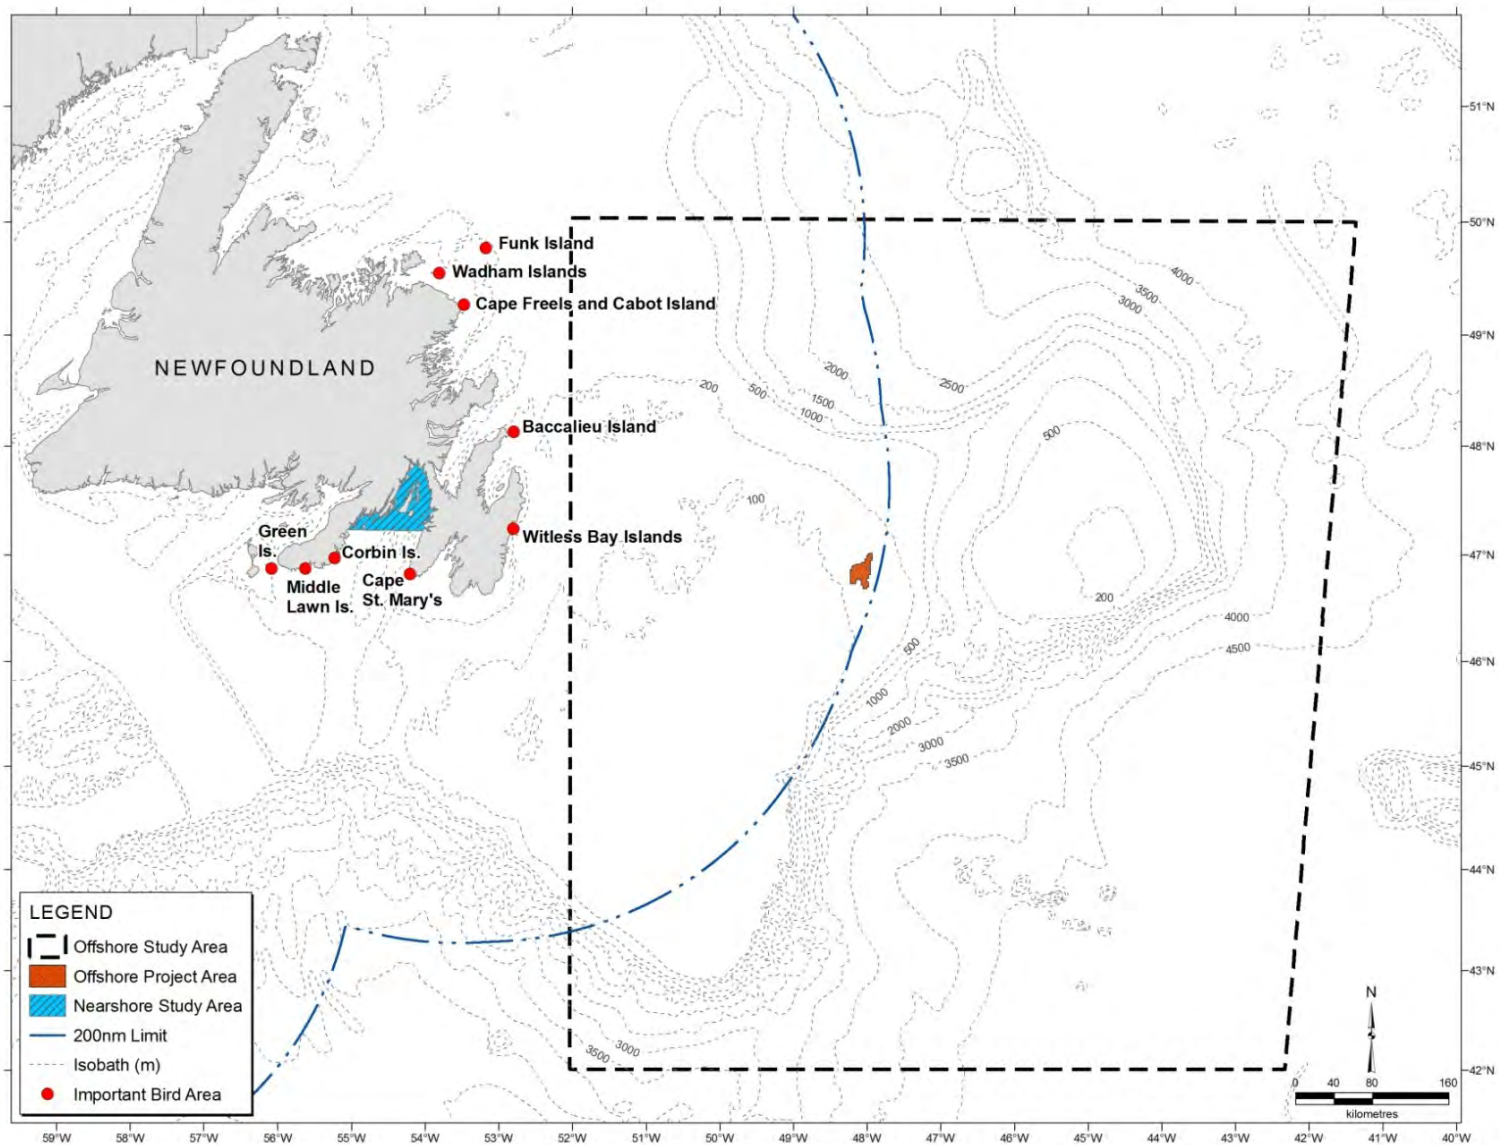 51°N
50°N
Funk Island
Wadham Islands
4000
3500
3000
Cape Freels and Cabot Island
49°N
NEWFOUNDLAND
2000
2500
200
500
1500
1000
Baccalieu Island
500
48°N
100
Green
Is.
Corbin Is.
Witless Bay Islands
47°N
Middle
Lawn Is.
Cape
St. Mary's
200
4000
4500
500
46°N
1000
2000
3000
3500
45°N
44°N
LEGEND
Offshore Study Area
Offshore Project Area
Nearshore Study Area
200nm Limit
Isobath (m)
Important Bird Area
43°N
N
3500
3000
42°N
0 40 80 160
kilometres
59°W 58°W 57°W 56°W 55°W 54°W 53°W 52°W 51°W 50°W 49°W 48°W 47°W 46°W 45°W 44°W 43°W 42°W 41°W 40°W